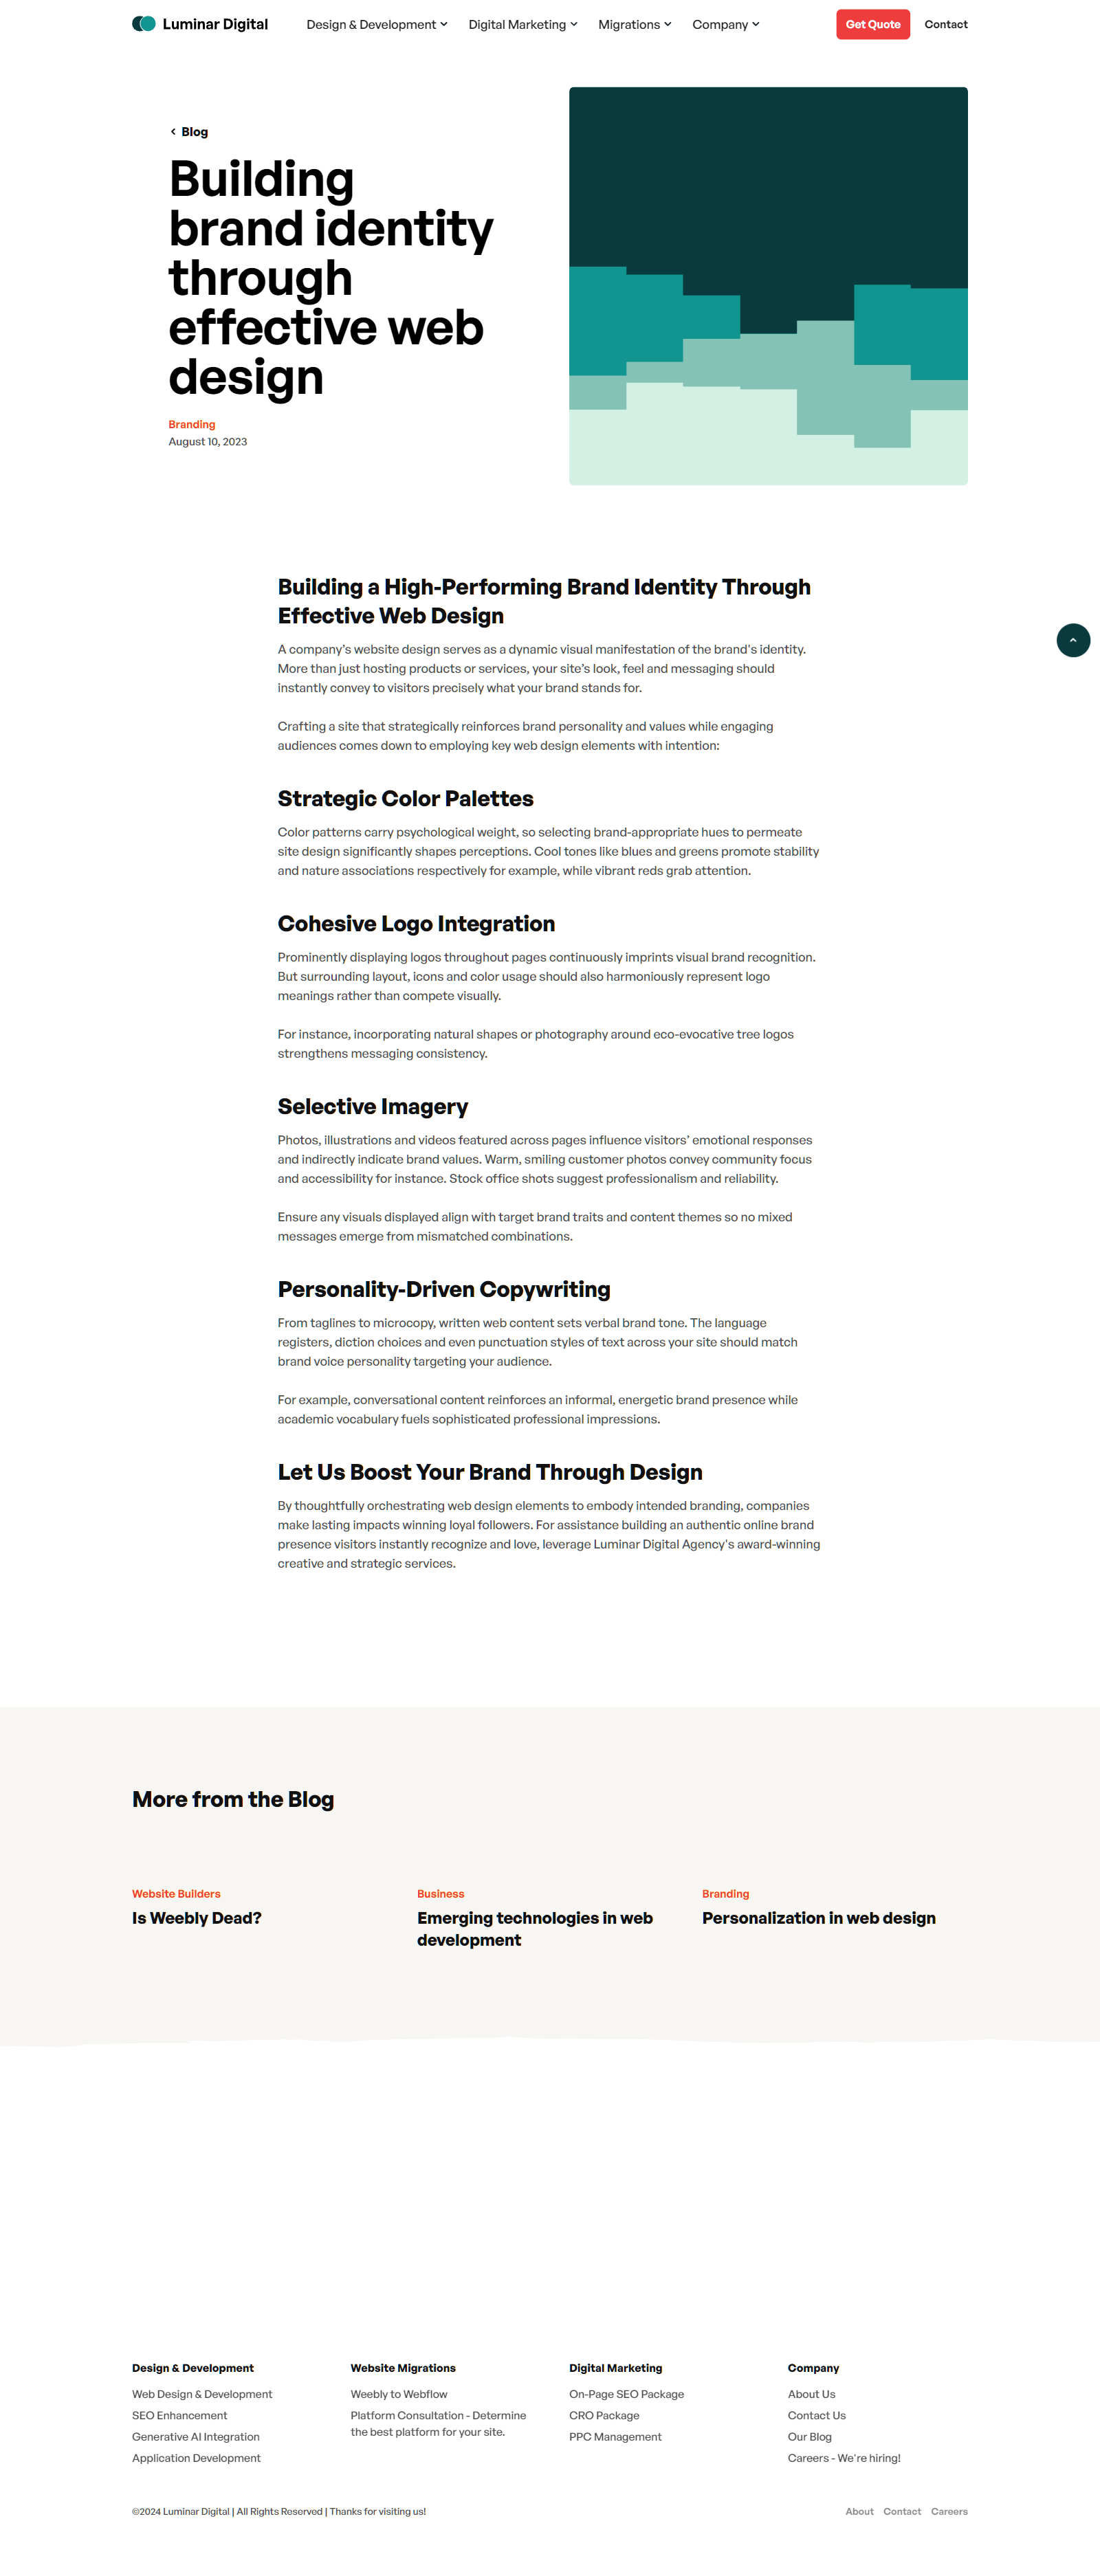 Luminar Digital
Design & Development
Digital Marketing
Migrations
Company
Get Quote
Contact
Blog
Building
brand identity
through
effective web
design
Branding
August 10, 2023
Building a High-Performing Brand Identity Through
Effective Web Design
A company’s website design serves as a dynamic visual manifestation of the brand's identity.
More than just hosting products or services, your site’s look, feel and messaging should
instantly convey to visitors precisely what your brand stands for.
Crafting a site that strategically reinforces brand personality and values while engaging
audiences comes down to employing key web design elements with intention:
Strategic Color Palettes
Color patterns carry psychological weight, so selecting brand-appropriate hues to permeate
site design significantly shapes perceptions. Cool tones like blues and greens promote stability
and nature associations respectively for example, while vibrant reds grab attention.
Cohesive Logo Integration
Prominently displaying logos throughout pages continuously imprints visual brand recognition.
But surrounding layout, icons and color usage should also harmoniously represent logo
meanings rather than compete visually.
For instance, incorporating natural shapes or photography around eco-evocative tree logos
strengthens messaging consistency.
Selective Imagery
Photos, illustrations and videos featured across pages influence visitors’ emotional responses
and indirectly indicate brand values. Warm, smiling customer photos convey community focus
and accessibility for instance. Stock office shots suggest professionalism and reliability.
Ensure any visuals displayed align with target brand traits and content themes so no mixed
messages emerge from mismatched combinations.
Personality-Driven Copywriting
From taglines to microcopy, written web content sets verbal brand tone. The language
registers, diction choices and even punctuation styles of text across your site should match
brand voice personality targeting your audience.
For example, conversational content reinforces an informal, energetic brand presence while
academic vocabulary fuels sophisticated professional impressions.
Let Us Boost Your Brand Through Design
By thoughtfully orchestrating web design elements to embody intended branding, companies
make lasting impacts winning loyal followers. For assistance building an authentic online brand
presence visitors instantly recognize and love, leverage Luminar Digital Agency's award-winning
creative and strategic services.
More from the Blog
Website Builders
Is Weebly Dead?
Business
Emerging technologies in web
development
Branding
Personalization in web design
Design & Development
Web Design & Development
SEO Enhancement
Generative AI Integration
Application Development
Website Migrations
Weebly to Webflow
Platform Consultation - Determine
the best platform for your site.
Digital Marketing
On-Page SEO Package
CRO Package
PPC Management
Company
About Us
Contact Us
Our Blog
Careers - We're hiring!
©2024 Luminar Digital | All Rights Reserved | Thanks for visiting us!
About
Contact
Careers